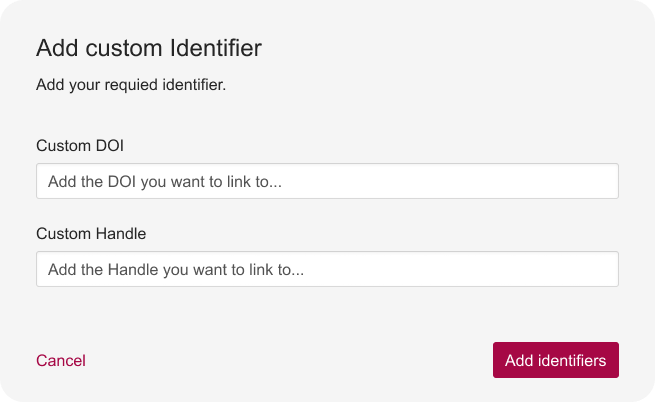 Add custom Identifier
Add your requied identifier.
Custom DOI
Add the DOI you want to link to...
Custom Handle
Add the Handle you want to link to...
Cancel
Add identifiers